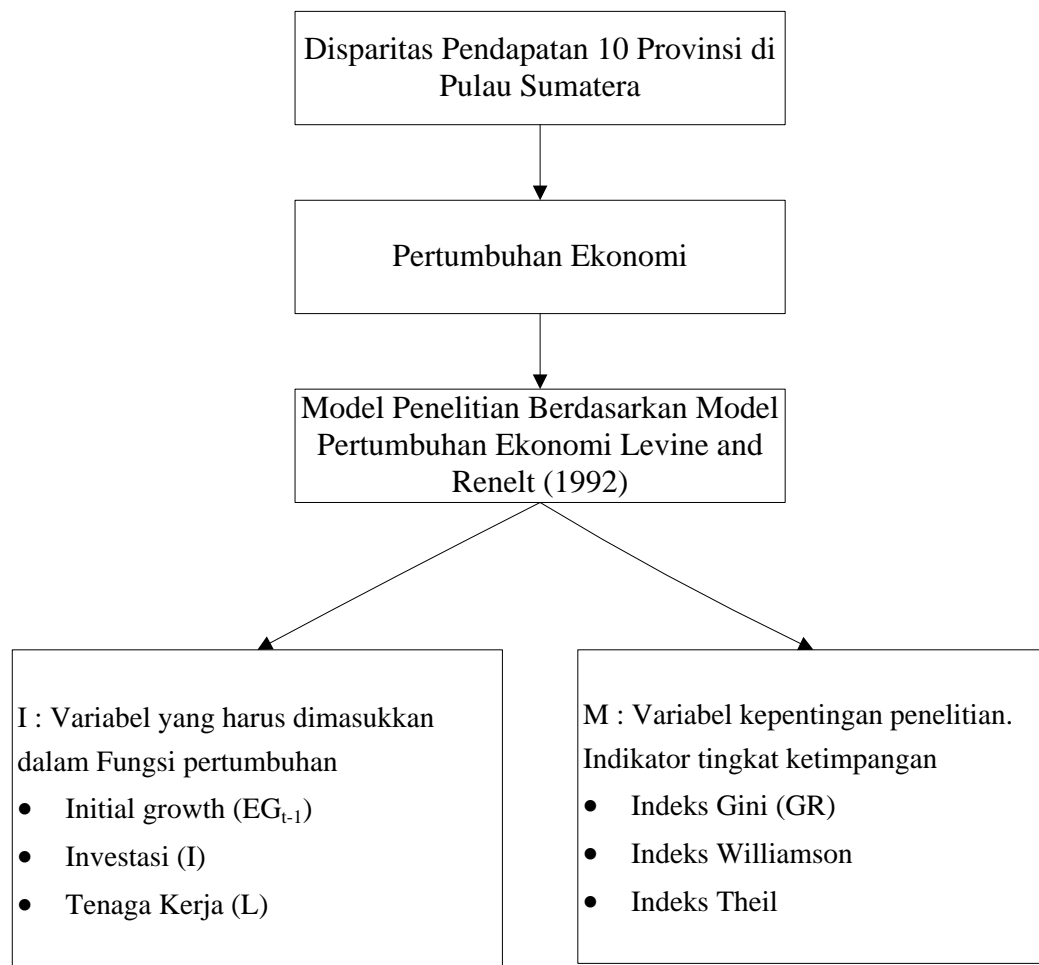 Disparitas Pendapatan 10 Provinsi di
Pulau Sumatera
Pertumbuhan Ekonomi
Model Penelitian Berdasarkan Model
Pertumbuhan Ekonomi Levine and
Renelt (1992)
I : Variabel yang harus dimasukkan
dalam Fungsi pertumbuhan
• Initial growth (EGt-1)
• Investasi (I)
• Tenaga Kerja (L)
M : Variabel kepentingan penelitian.
Indikator tingkat ketimpangan
• Indeks Gini (GR)
• Indeks Williamson
• Indeks Theil